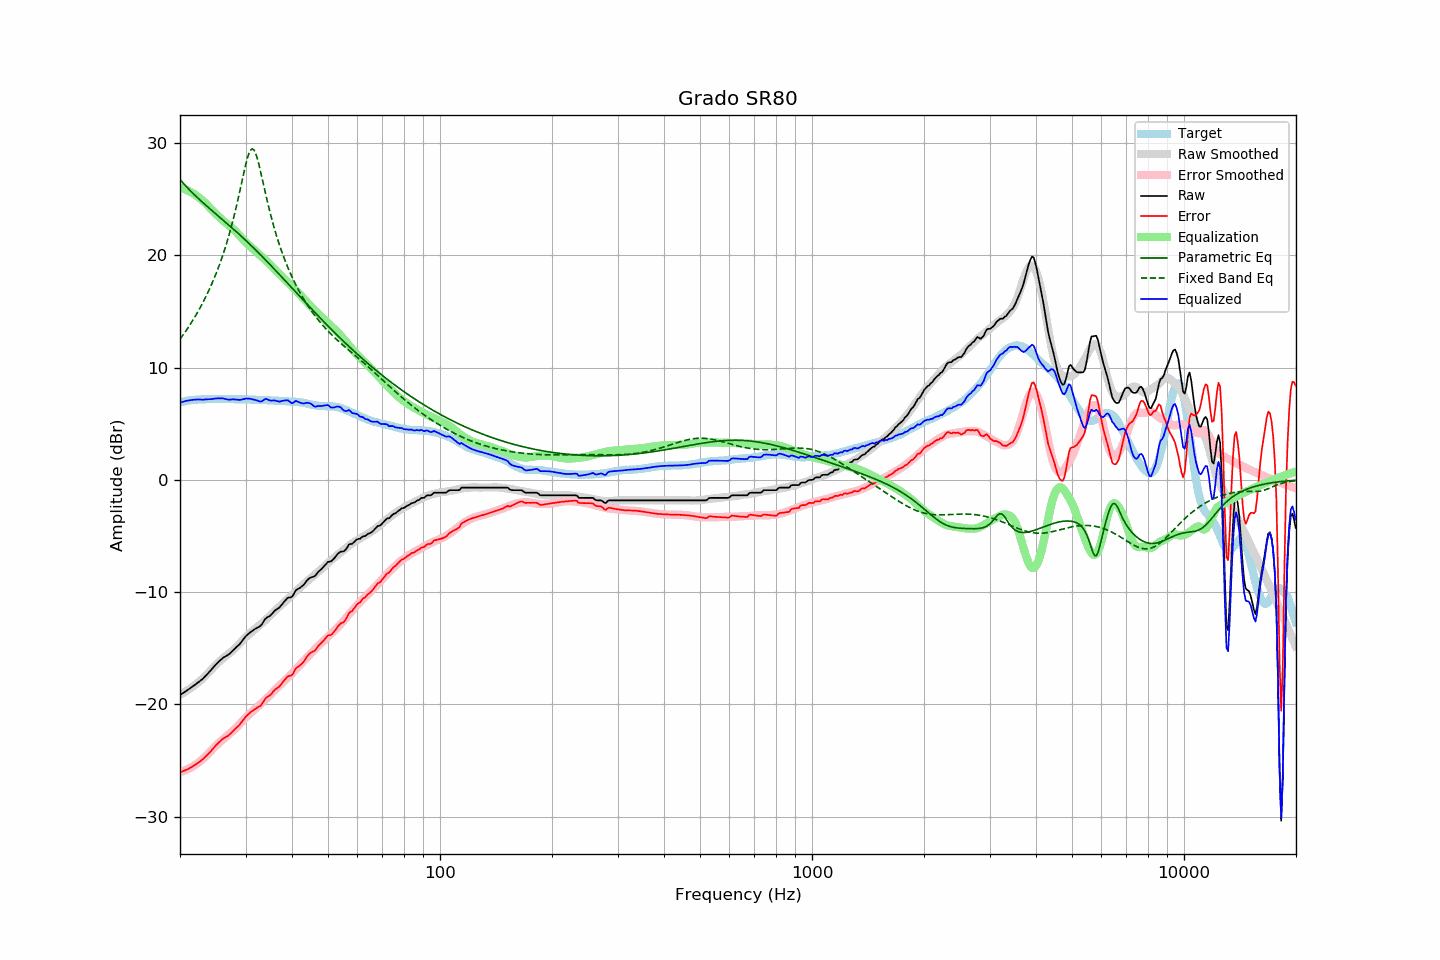 Grado SR80
Amplitude (dBr)
30
20
10
0
−10
−20
−30
100
1000
10000
Frequency (Hz)
Target
Raw Smoothed
Error Smoothed
Raw
Error
Equalization
Parametric Eq
Fixed Band Eq
Equalized